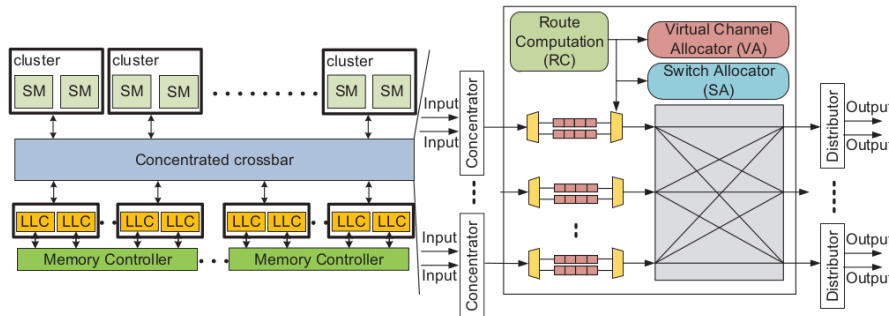 cluster
cluster
cluster
SM SM SM SM SM SM
Concentrated crossbar
LLC LLC LLC LLC LLC LLC LLC LLC
Memory Controller
Memory Controller
Input
Input
Concentrator
Input
Input
Concentrator
Route
Computation
(RC)
Virtual Channel
Allocator (VA)
Switch Allocator
(SA)
Distributor
Output
Output
Distributor
Output
Output